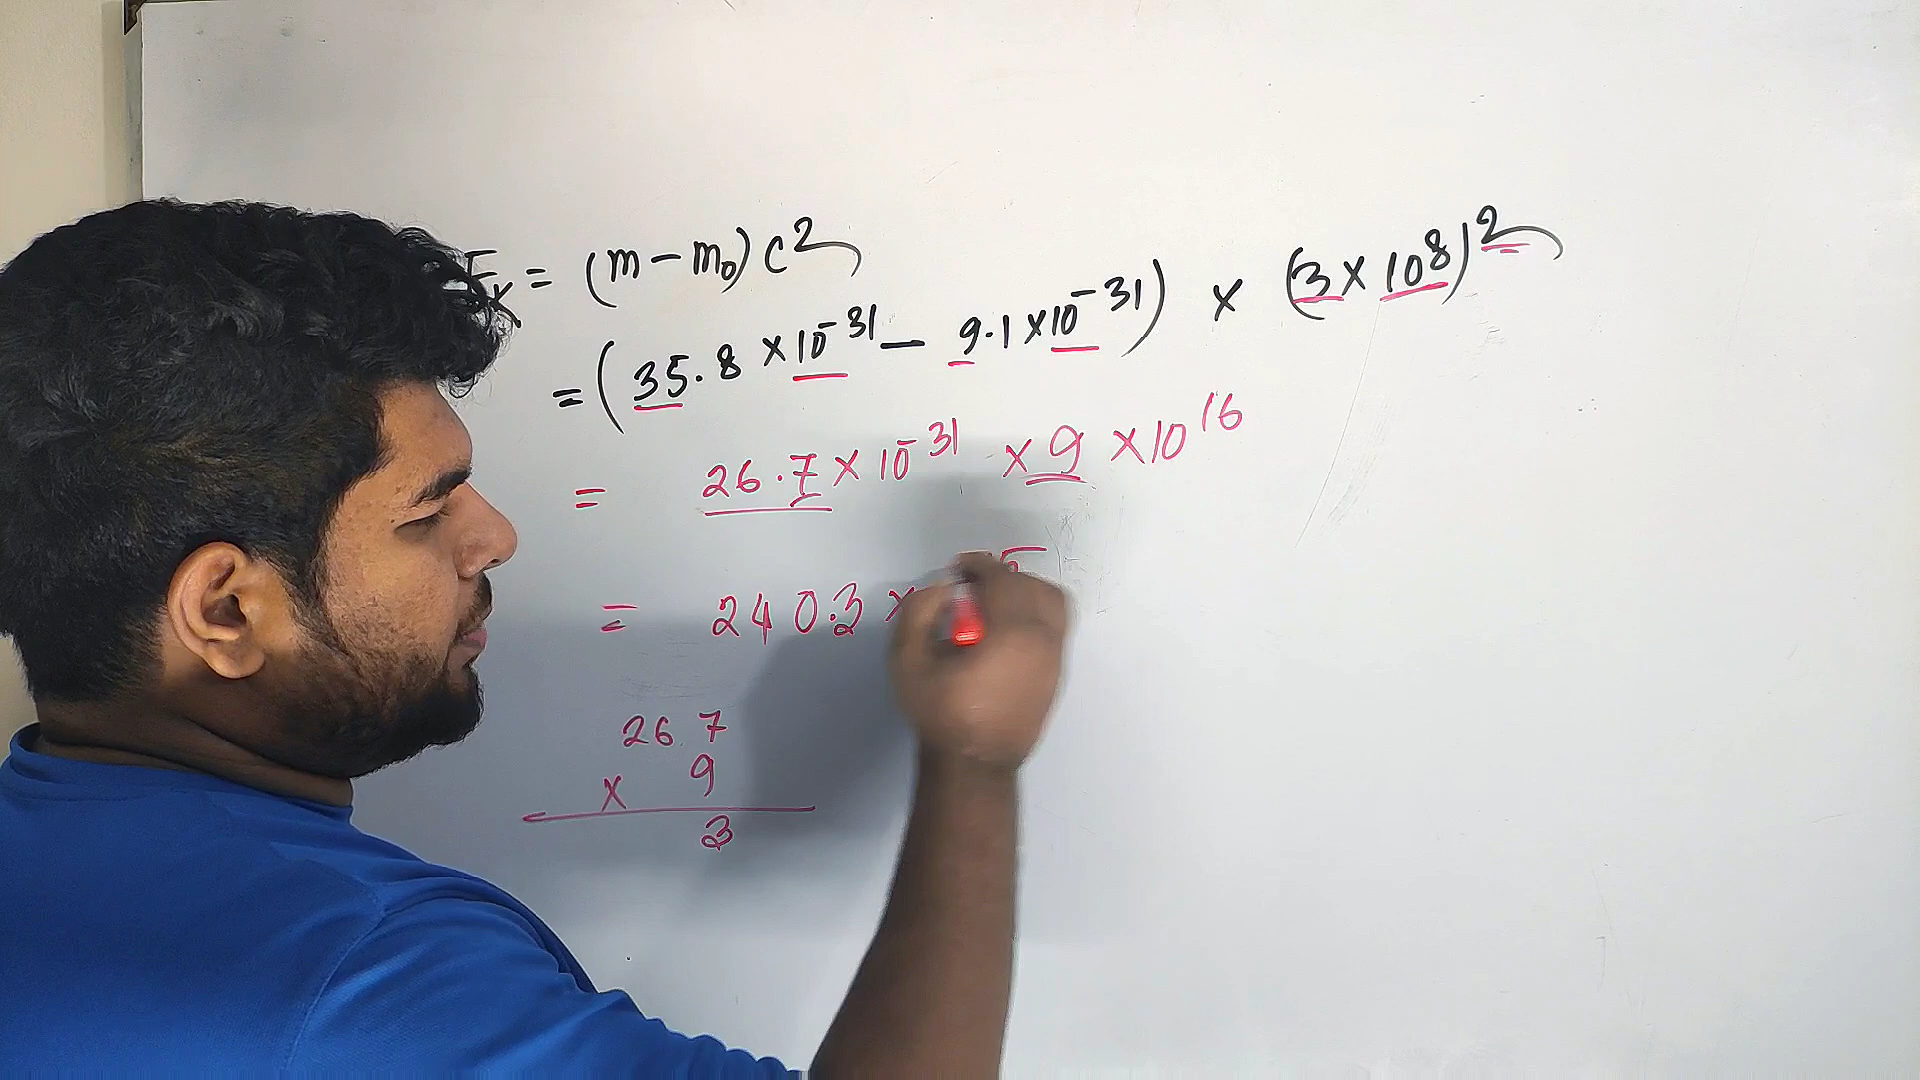 Eₖ = (m - m₀) c²
= (35.8 × 10⁻³¹ - 9.1 × 10⁻³¹) × (3 × 10⁸)²
= 26.7 × 10⁻³¹ × 9 × 10¹⁶
= 240.3 ×
26 7
× 9
3